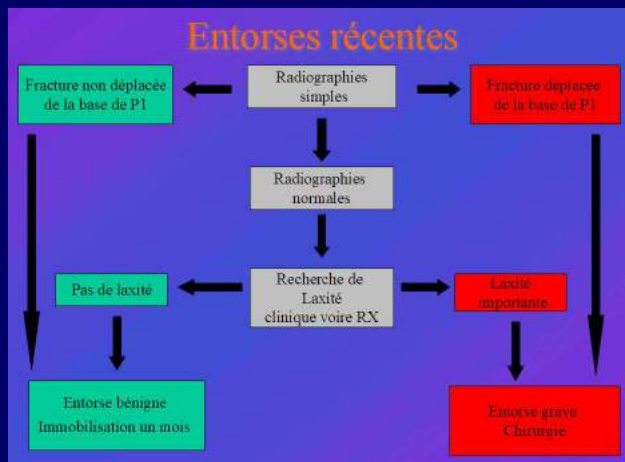 Entorses récentes
Fracture non déplacée
de la base de P1
Radiographies
simples
Fracture déplacée
de la base de P1
Radiographies
normales
Pas de laxité
Recherche de
Laxité
clinique voire RX
Laxité
importante
Entorse bénigne
Immobilisation un mois
Entorse grave
Chirurgie